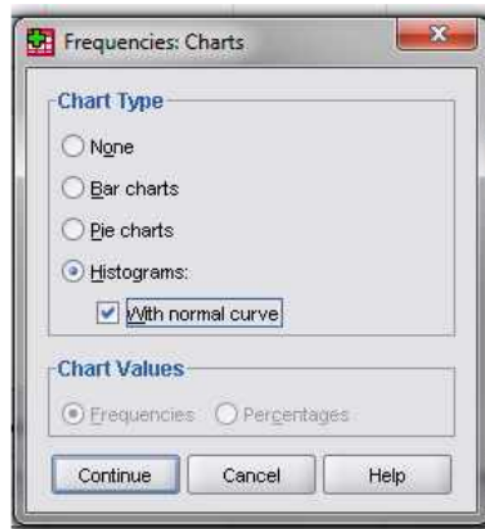 Frequencies: Charts
Chart Type
None
Bar charts
Pie charts
Histograms:
With normal curve
Chart Values
Frequencies Percentages
Continue Cancel Help